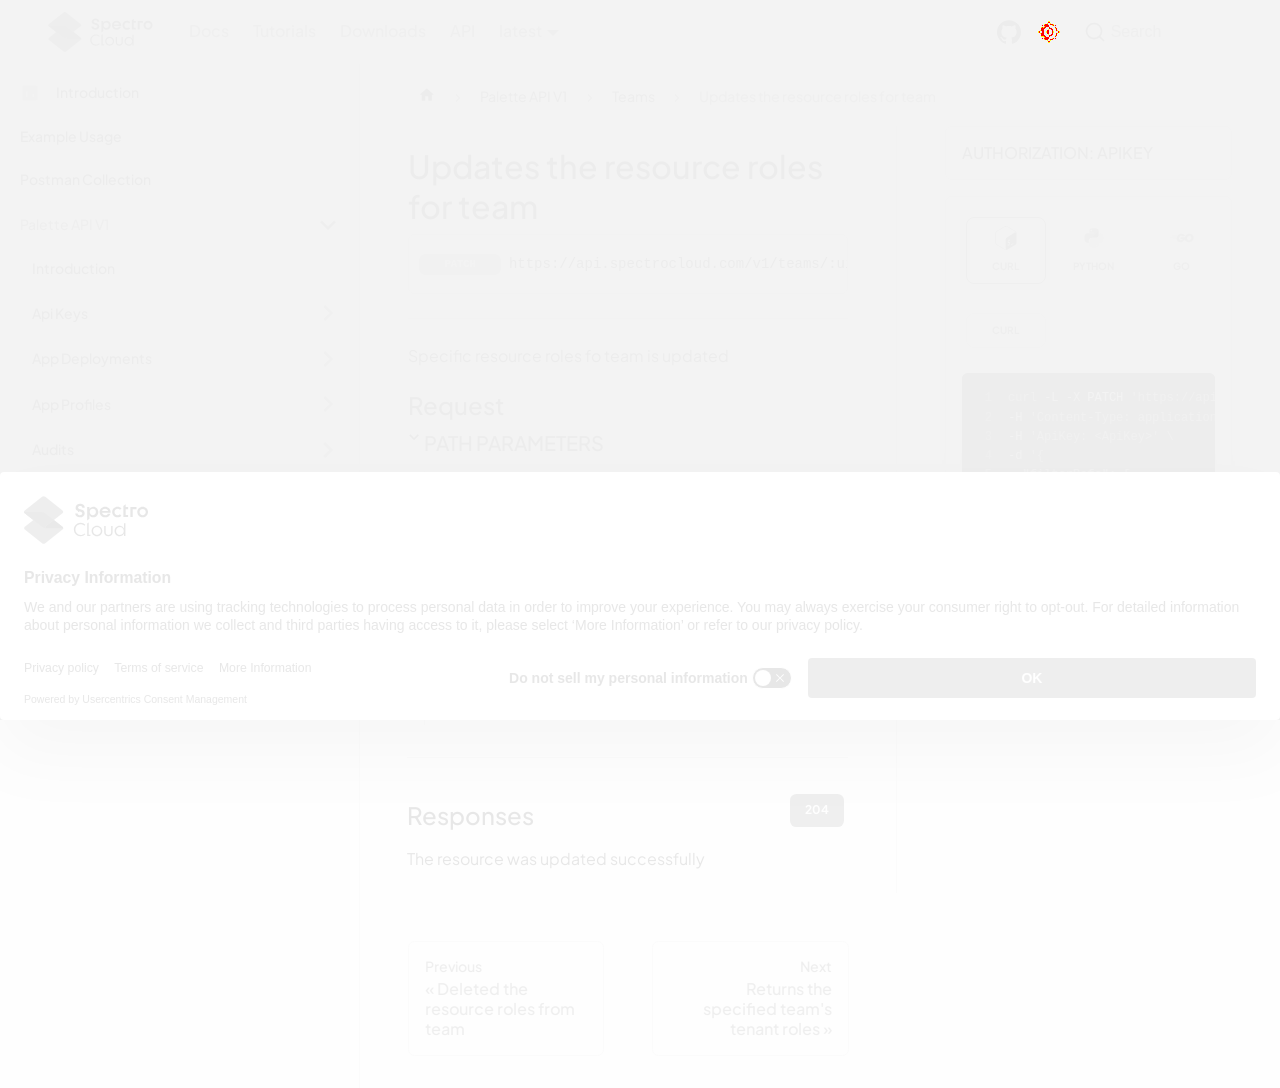 Spectro
Cloud
Docs
Tutorials
Downloads
API
latest
Search
Introduction
Palette API V1
Teams
Updates the resource roles for team
Example Usage
Postman Collection
Palette API V1
Introduction
Api Keys
App Deployments
App Profiles
Audits
Updates the resource roles
for team
https://api.spectrocloud.com/v1/teams/:u
Specific resource roles fo team is updated
Request
PATH PARAMETERS
AUTHORIZATION: APIKEY
CURL
PYTHON
GO
CURL
Spectro
Cloud
Privacy Information
We and our partners are using tracking technologies to process personal data in order to improve your experience. You may always exercise your consumer right to opt-out. For detailed information
about personal information we collect and third parties having access to it, please select ‘More Information’ or refer to our privacy policy.
Privacy policy
Terms of service
More Information
Powered by Usercentrics Consent Management
Do not sell my personal information
OK
Responses
204
The resource was updated successfully
Previous
« Deleted the
resource roles from
team
Next
Returns the
specified team's
tenant roles »